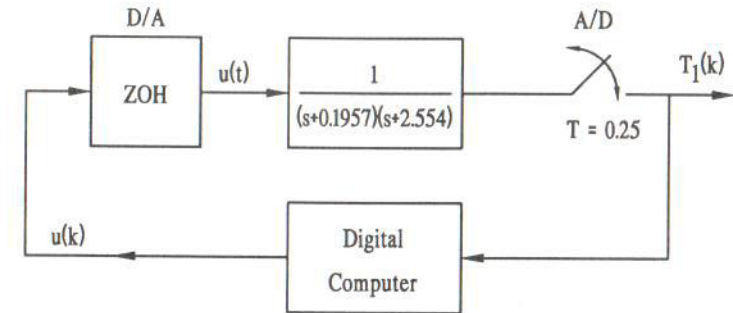 D/A
A/D
ZOH
u(t)
1
(s+0.1957)(s+2.554)
T₁(k)
T = 0.25
u(k)
Digital
Computer